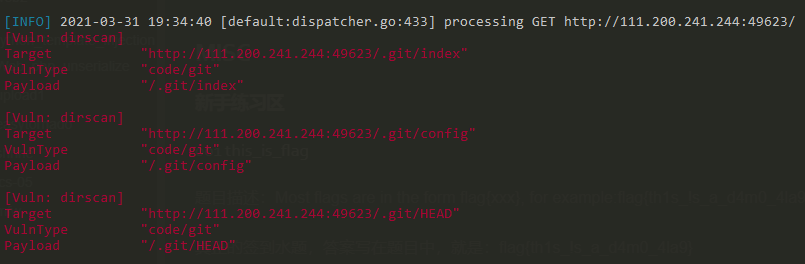 [INFO] 2021-03-31 19:34:40 [default:dispatcher.go:433] processing GET http://111.200.241.244:49623/
[Vuln: dirscan]
Target "http://111.200.241.244:49623/.git/index"
VulnType "code/git"
Payload "/.git/index"
[Vuln: dirscan]
Target "http://111.200.241.244:49623/.git/config"
VulnType "code/git"
Payload "/.git/config"
[Vuln: dirscan]
Target "http://111.200.241.244:49623/.git/HEAD"
VulnType "code/git"
Payload "/.git/HEAD"